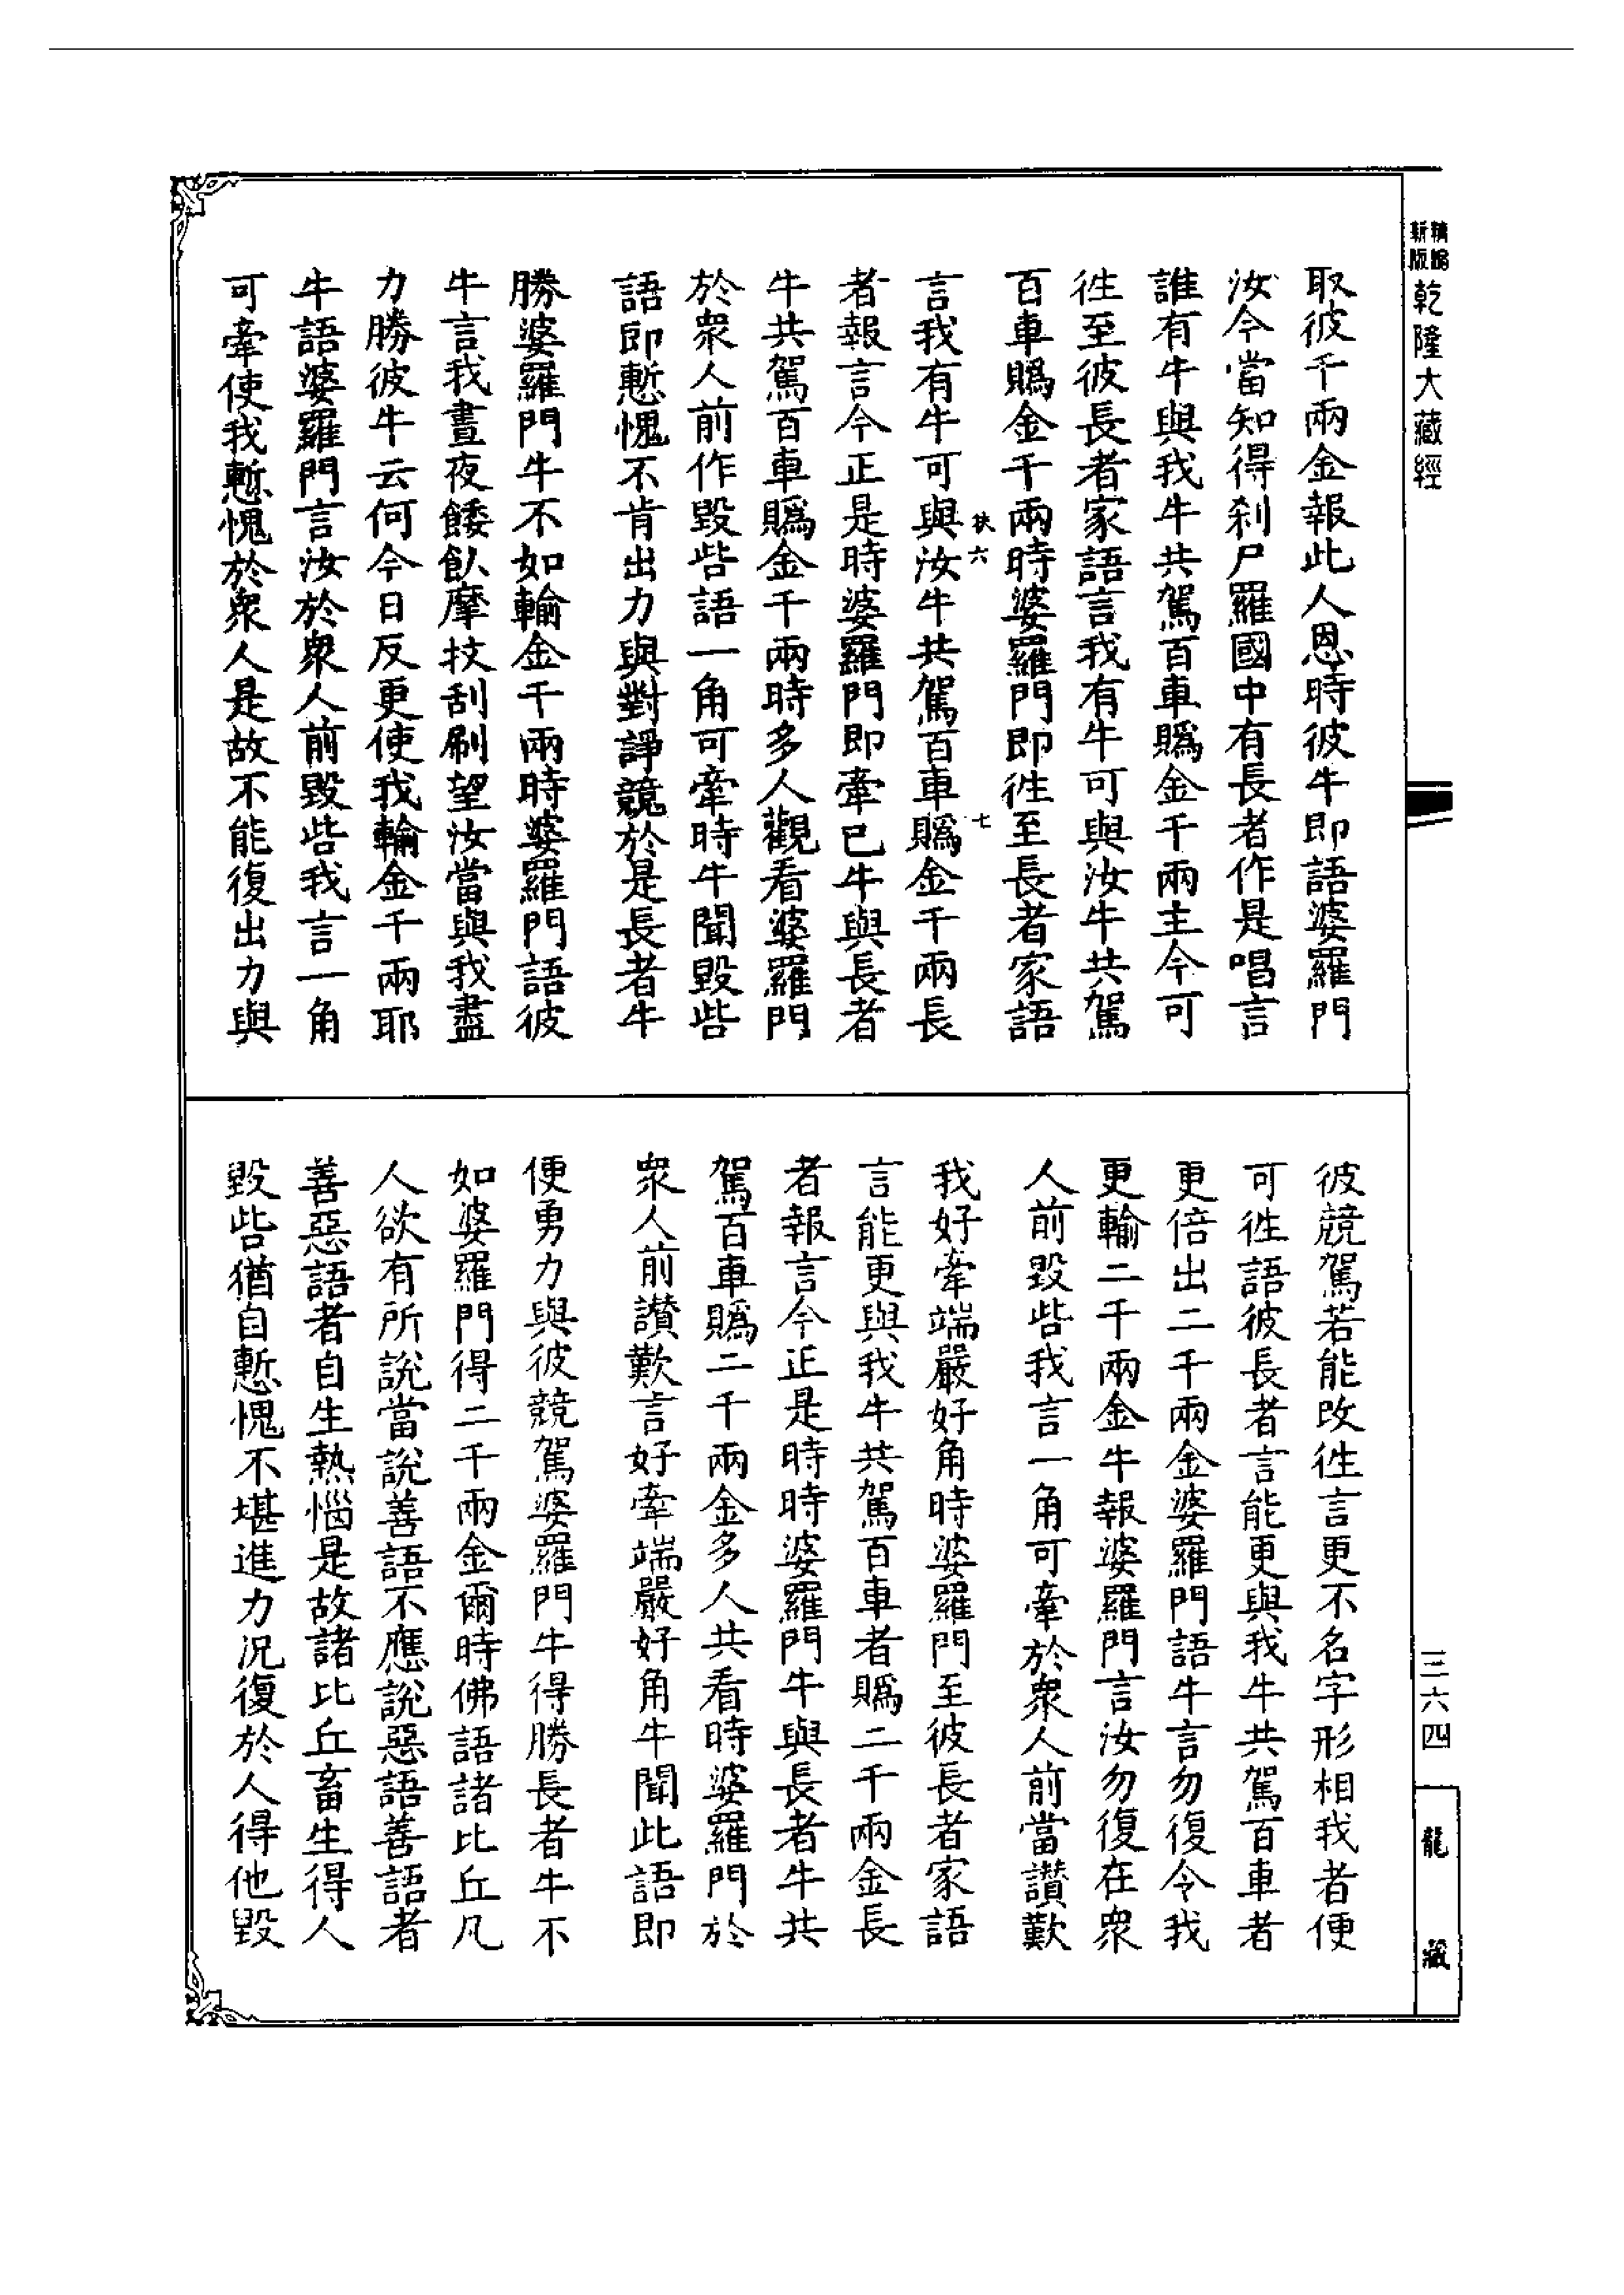 精編新版乾隆大藏經
取彼千兩金報此人恩時彼牛即語婆羅門
汝今當知得剎尸羅國中有長者作是唱言
誰有牛與我牛共駕百車賭金千兩主今可
徃至彼長者家語言我有牛可與汝牛共駕
百車賭金千兩時婆羅門即徃至長者家語
扶六 七
言我有牛可與汝牛共駕百車賭金千兩長
者報言今正是時婆羅門即牽已牛與長者
牛共駕百車賭金千兩時多人觀看婆羅門
於衆人前作毀呰語一角可牽時牛聞毀呰
語即慙愧不肯出力與對諍競於是長者牛
勝婆羅門牛不如輸金千兩時婆羅門語彼
牛言我晝夜餧飤摩抆刮刷望汝當與我盡
力勝彼牛云何今日反更使我輸金千兩耶
牛語婆羅門言汝於衆人前毀呰我言一角
可牽使我慙愧於衆人是故不能復出力與
彼競駕若能改徃言更不名字形相我者便
可徃語彼長者言能更與我牛共駕百車者
更倍出二千兩金婆羅門語牛言勿復令我
更輸二千兩金牛報婆羅門言汝勿復在衆
人前毀呰我言一角可牽於衆人前當讃歎
我好牽端嚴好角時婆羅門至彼長者家語
言能更與我牛共駕百車者賭二千兩金長
者報言今正是時時婆羅門牛與長者牛共
駕百車賭二千兩金多人共看時婆羅門於
衆人前讃歎言好牽端嚴好角牛聞此語即
便勇力與彼競駕婆羅門牛得勝長者牛不
如婆羅門得二千兩金爾時佛語諸比丘凡
人欲有所說當說善語不應說惡語善語者
善惡語者自生熱惱是故諸比丘畜生得人
毀呰猶自慙愧不堪進力况復於人得他毀
三六四
龍藏